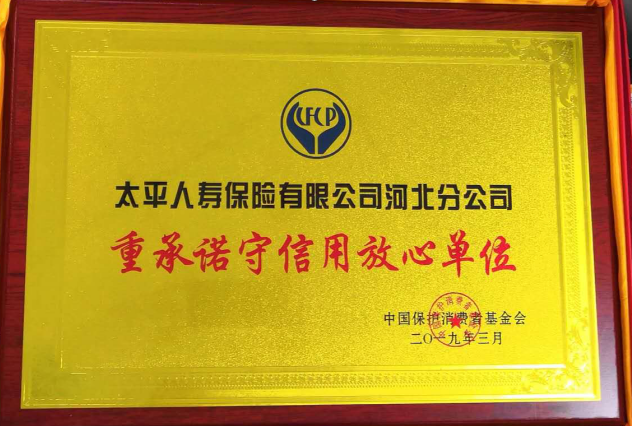 CFCP
太平人寿保险有限公司河北分公司
重承诺守信用放心单位
中国保护消费者基金会
二〇一九年三月